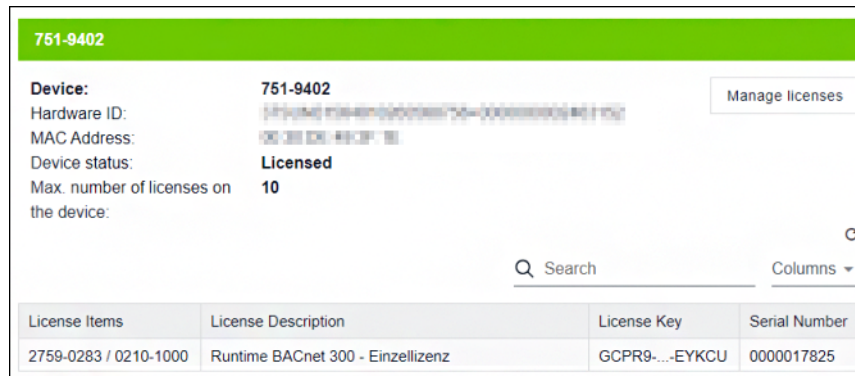 751-9402
Device: 751-9402
Manage licenses
Hardware ID:
MAC Address:
Device status: Licensed
Max. number of licenses on 10
the device:
Search
Columns
License Items License Description License Key Serial Number
2759-0283 / 0210-1000 Runtime BACnet 300 - Einzellizenz GCPR9-...-EYKCU 0000017825